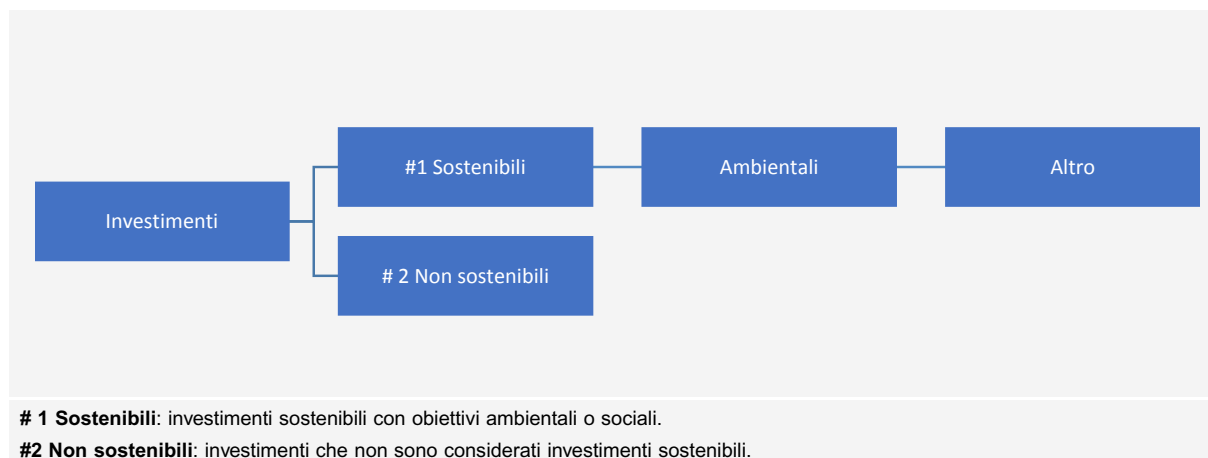 #1 Sostenibili
Ambientali
Altro
Investimenti
# 2 Non sostenibili
# 1 Sostenibili: investimenti sostenibili con obiettivi ambientali o sociali.
#2 Non sostenibili: investimenti che non sono considerati investimenti sostenibili.